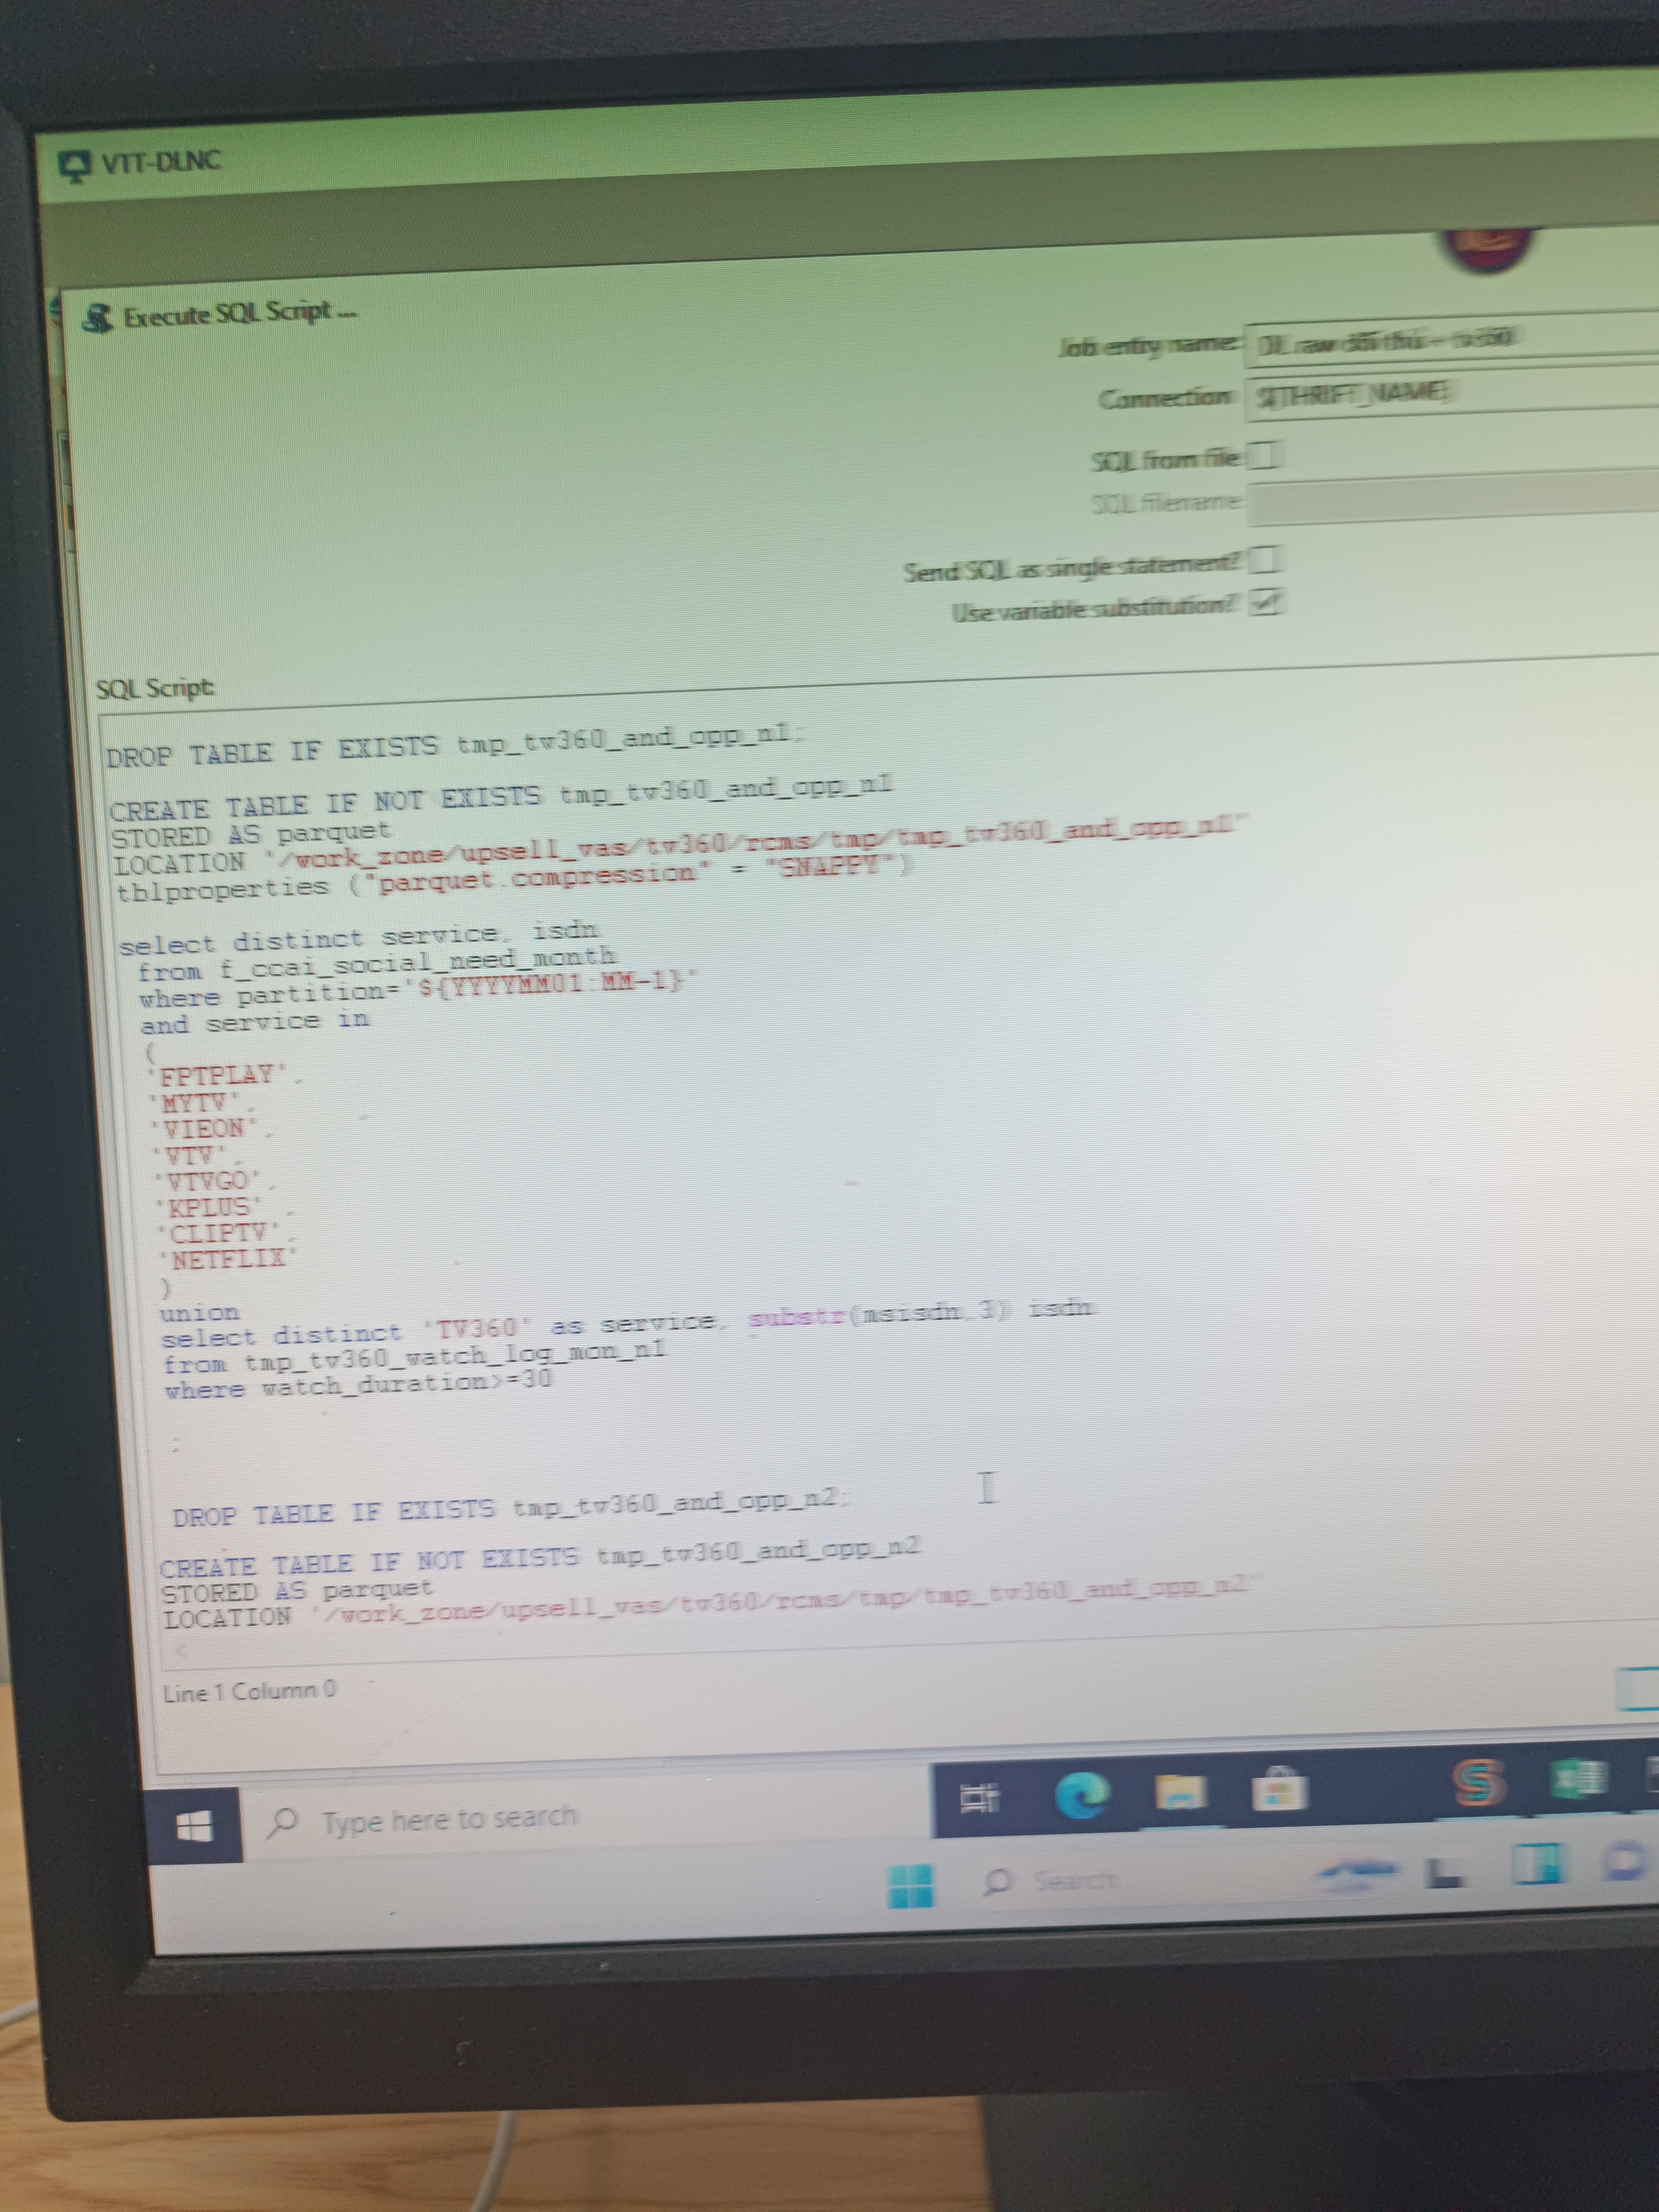 VTT-DLNC
Execute SQL Script ...
Job entry name: DL raw đối thủ + tv360
Connection: ${THRIFT_NAME}
SQL from file:
SQL filename:
Send SQL as single statement?
Use variable substitution?
SQL Script:
DROP TABLE IF EXISTS tmp_tv360_and_opp_n1;
CREATE TABLE IF NOT EXISTS tmp_tv360_and_opp_n1
STORED AS parquet
LOCATION '/work_zone/upsell_vas/tv360/rcms/tmp/tmp_tv360_and_opp_n1'
tblproperties ("parquet.compression" = "SNAPPY")
select distinct service, isdn
from f_ccai_social_need_month
where partition='${YYYYMM01:MM-1}'
and service in
(
'FPTPLAY',
'MYTV',
'VIEON',
'VTV',
'VTVGO',
'KPLUS' ,
'CLIPTV',
'NETFLIX'
)
union
select distinct 'TV360' as service, substr(msisdn,3) isdn
from tmp_tv360_watch_log_mon_n1
where watch_duration>=30
;
DROP TABLE IF EXISTS tmp_tv360_and_opp_n2;
CREATE TABLE IF NOT EXISTS tmp_tv360_and_opp_n2
STORED AS parquet
LOCATION '/work_zone/upsell_vas/tv360/rcms/tmp/tmp_tv360_and_opp_n2'
Line 1 Column 0
Type here to search
Search